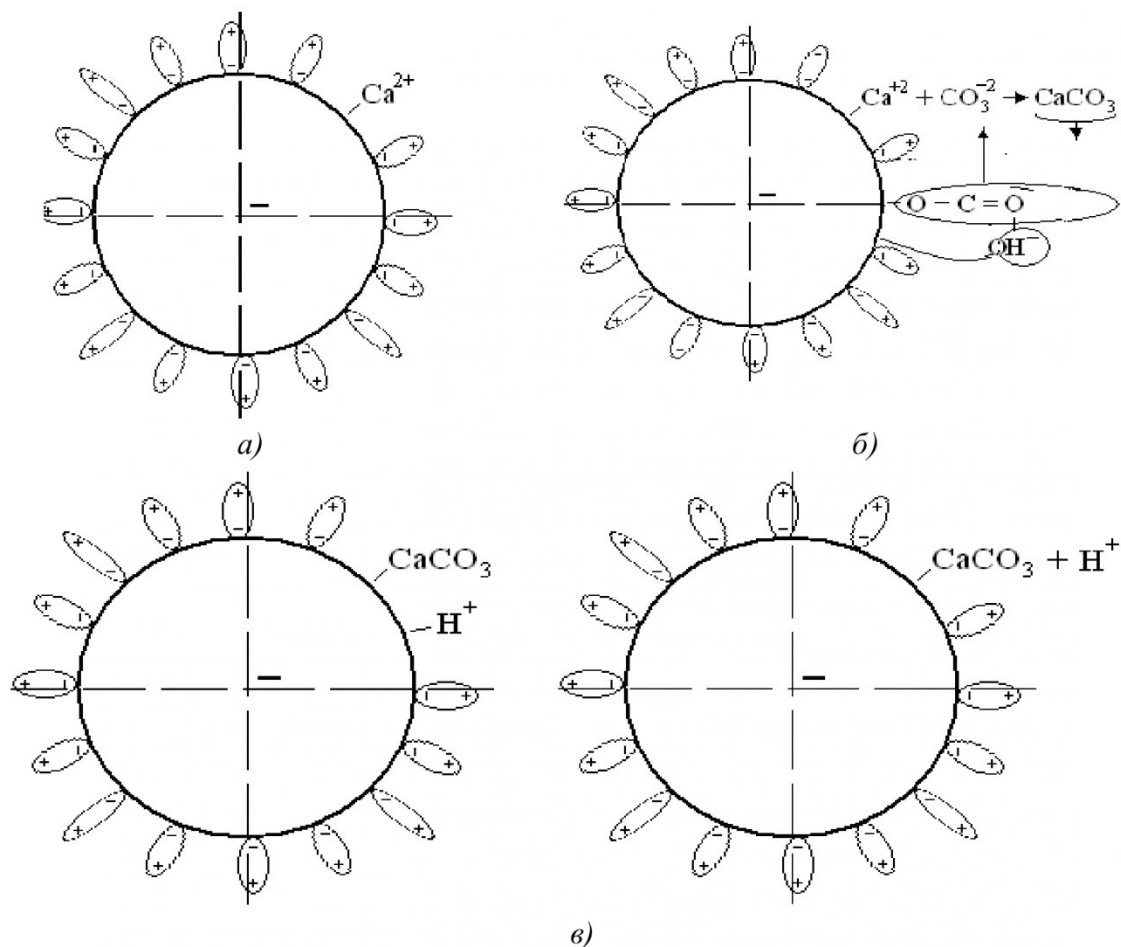 Ca²⁺
Ca⁺² + CO₃⁻² → CaCO₃
O – C = O
OH⁻
а)
б)
CaCO₃
H⁺
CaCO₃ + H⁺
в)